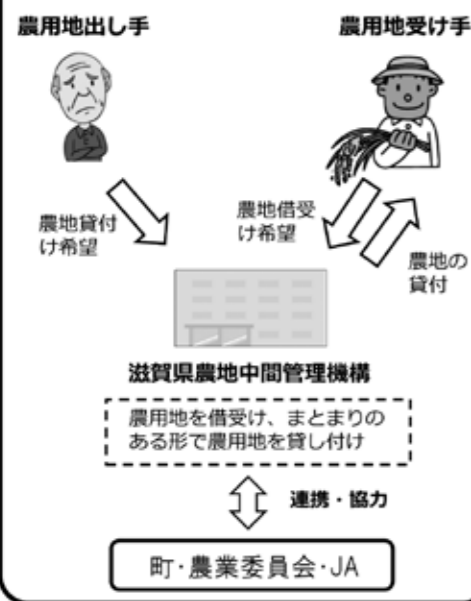 農用地出し手
農用地受け手
農地貸付
け希望
農地借受
け希望
農地の
貸付
滋賀県農地中間管理機構
農用地を借受け、まとまりの
ある形で農用地を貸し付け
連携・協力
町・農業委員会・JA